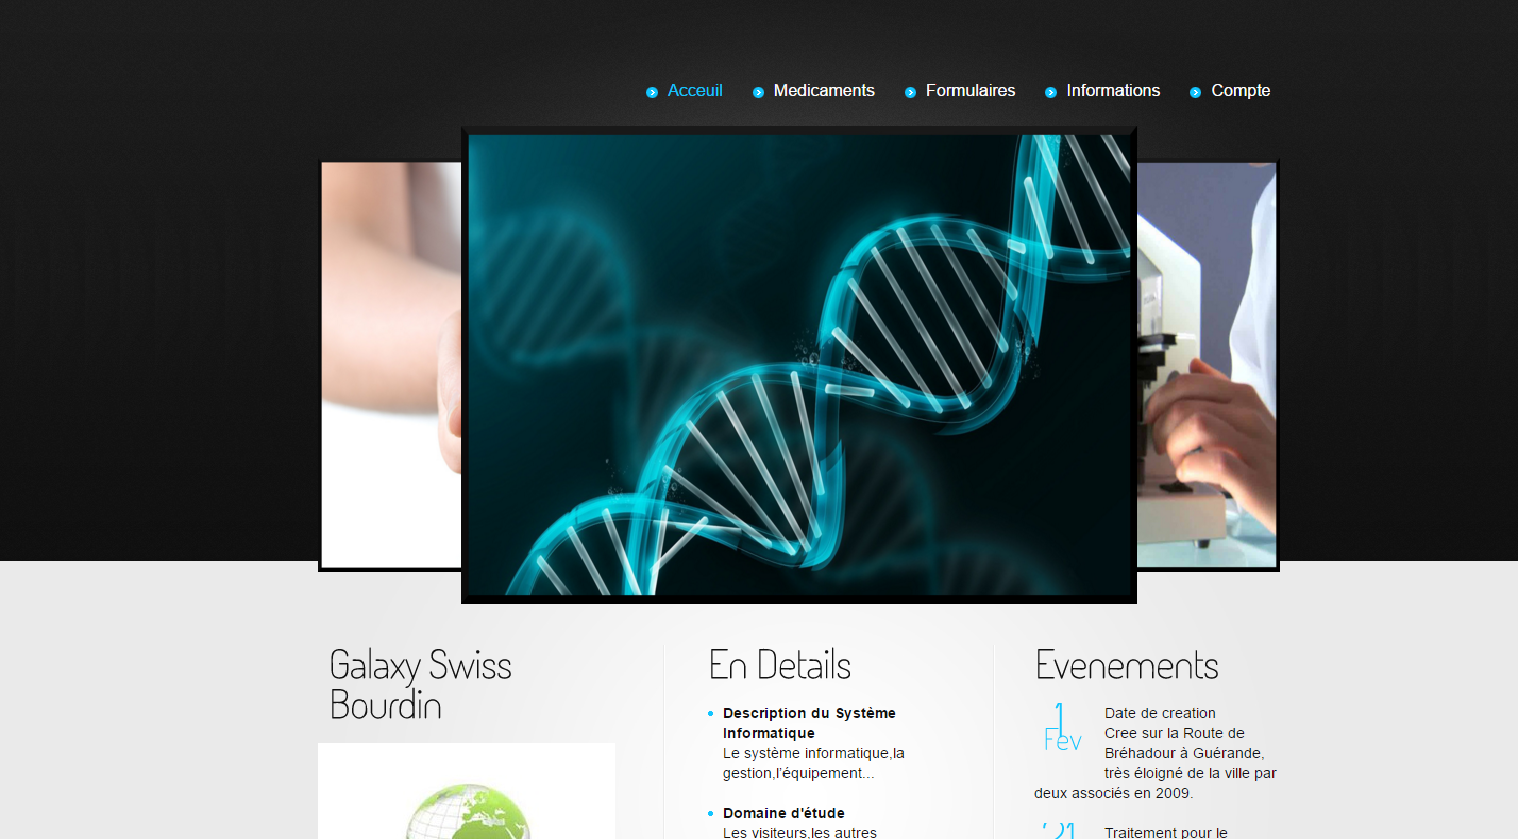 Acceuil Medicaments Formulaires Informations Compte
Galaxy Swiss
Bourdin
En Details
Description du Système
Informatique
Le système informatique,la
gestion,l'équipement...
Domaine d'étude
Les visiteurs,les autres
Evenements
1
Fev
Date de creation
Cree sur la Route de
Bréhadour à Guérande,
très éloigné de la ville par
deux associés en 2009.
21
Traitement pour le